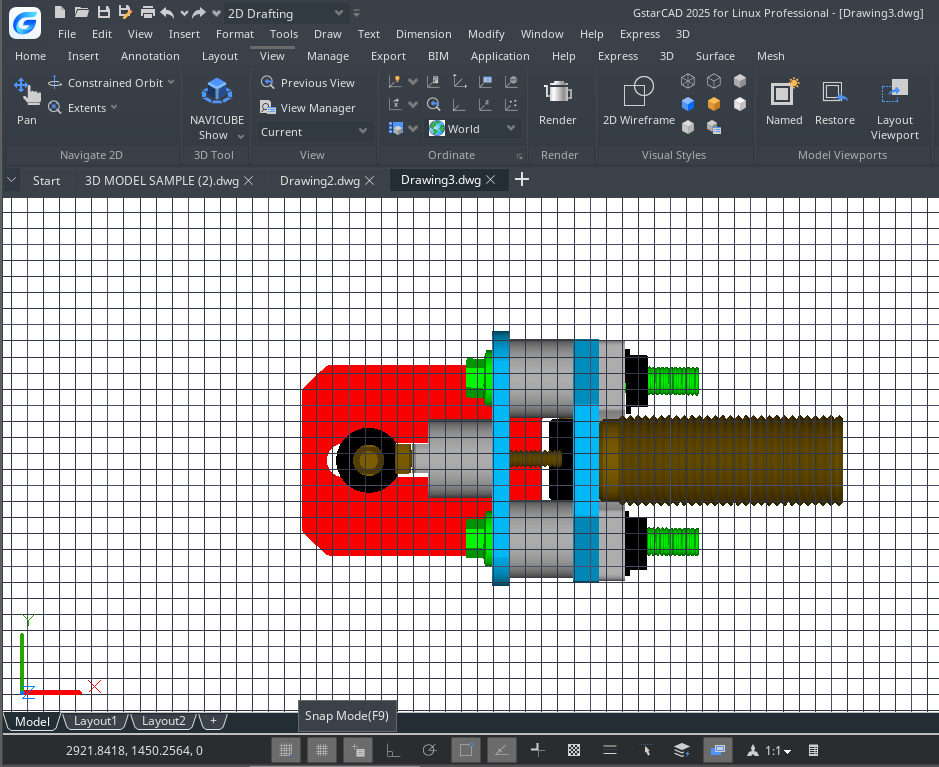 2D Drafting
GstarCAD 2025 for Linux Professional - [Drawing3.dwg]
File Edit View Insert Format Tools Draw Text Dimension Modify Window Help Express 3D
Home Insert Annotation Layout View Manage Export BIM Application Help Express 3D Surface Mesh
Pan
Constrained Orbit
Extents
Navigate 2D
NAVICUBE
Show
3D Tool
Previous View
View Manager
Current
View
World
Ordinate
Render
Render
2D Wireframe
Visual Styles
Named
Restore
Layout
Viewport
Model Viewports
Start 3D MODEL SAMPLE (2).dwg Drawing2.dwg Drawing3.dwg
Y
X
Z
Snap Mode(F9)
Model Layout1 Layout2 +
2921.8418, 1450.2564, 0
1:1